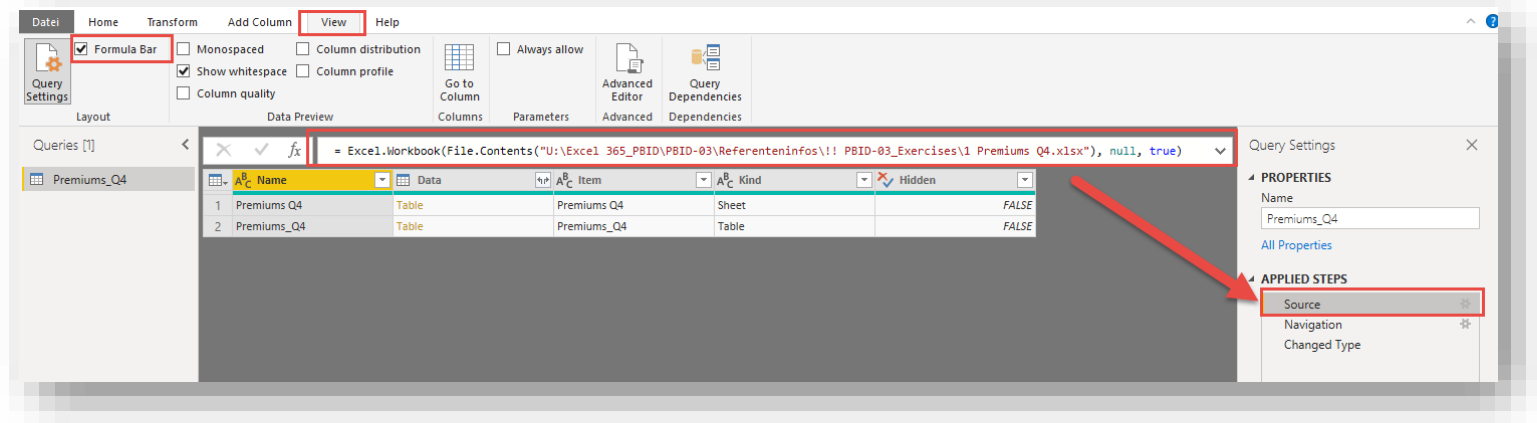 Datei Home Transform Add Column View Help
Formula Bar Monospaced Column distribution Always allow
Show whitespace Column profile
Column quality
Query Settings
Go to Column
Advanced Editor
Query Dependencies
Layout Data Preview Columns Parameters Advanced Dependencies
Queries [1]
fx = Excel.Workbook(File.Contents("U:\Excel 365_PBID\PBID-03\Referenteninfos\!! PBID-03_Exercises\1 Premiums Q4.xlsx"), null, true)
Premiums_Q4
ABC Name Data ABC Item ABC Kind Hidden
1 Premiums Q4 Table Premiums Q4 Sheet FALSE
2 Premiums_Q4 Table Premiums_Q4 Table FALSE
Query Settings
PROPERTIES
Name
Premiums_Q4
All Properties
APPLIED STEPS
Source
Navigation
Changed Type